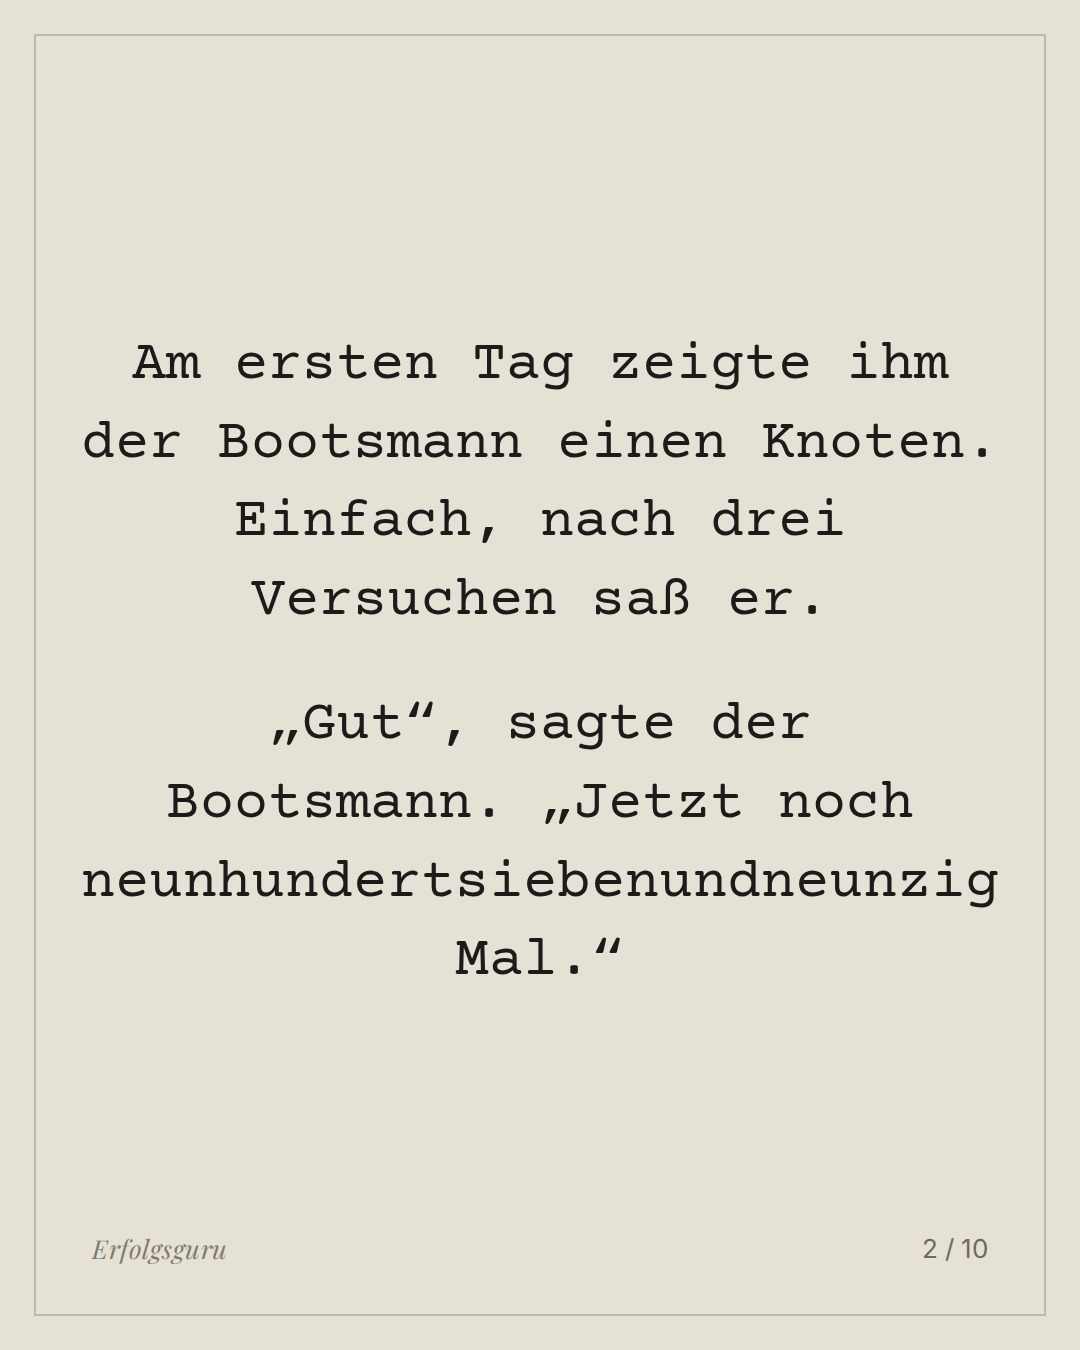 Am ersten Tag zeigte ihm
der Bootsmann einen Knoten.
Einfach, nach drei
Versuchen saß er.
„Gut“, sagte der
Bootsmann. „Jetzt noch
neunhundertsiebenundneunzig
Mal.“
Erfolgsguru
2 / 10